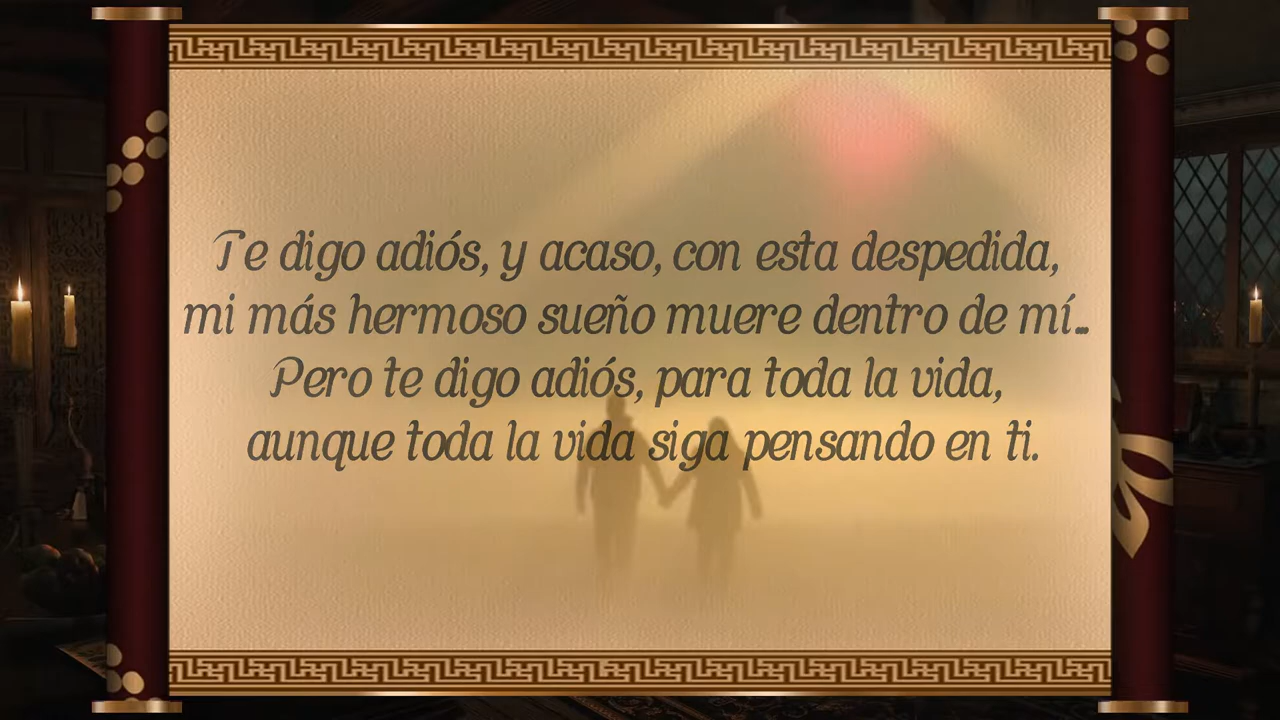 Te digo adiós, y acaso, con esta despedida,
mi más hermoso sueño muere dentro de mí...
Pero te digo adiós, para toda la vida,
aunque toda la vida siga pensando en ti.